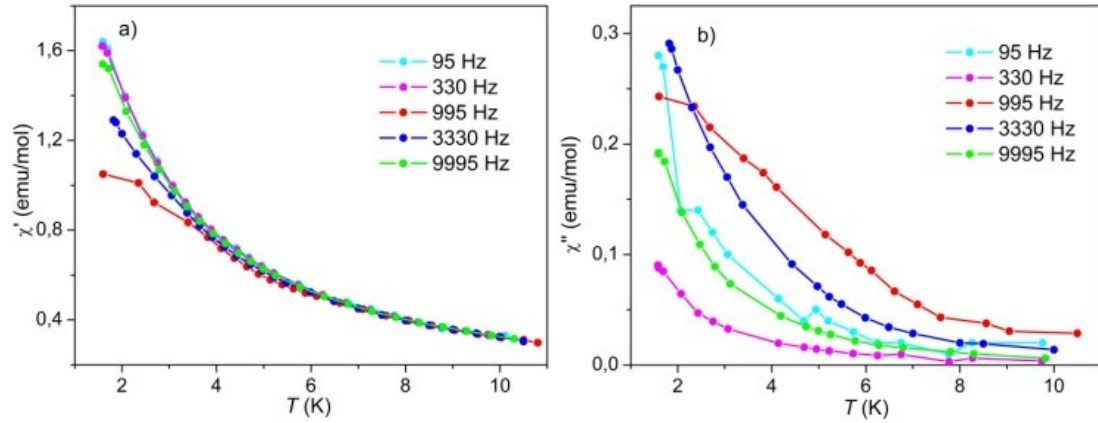 a)
1,6
1,2
0,8
0,4
χ' (emu/mol)
95 Hz
330 Hz
995 Hz
3330 Hz
9995 Hz
2 4 6 8 10
T (K)
b)
0,3
0,2
0,1
0,0
χ" (emu/mol)
95 Hz
330 Hz
995 Hz
3330 Hz
9995 Hz
2 4 6 8 10
T (K)